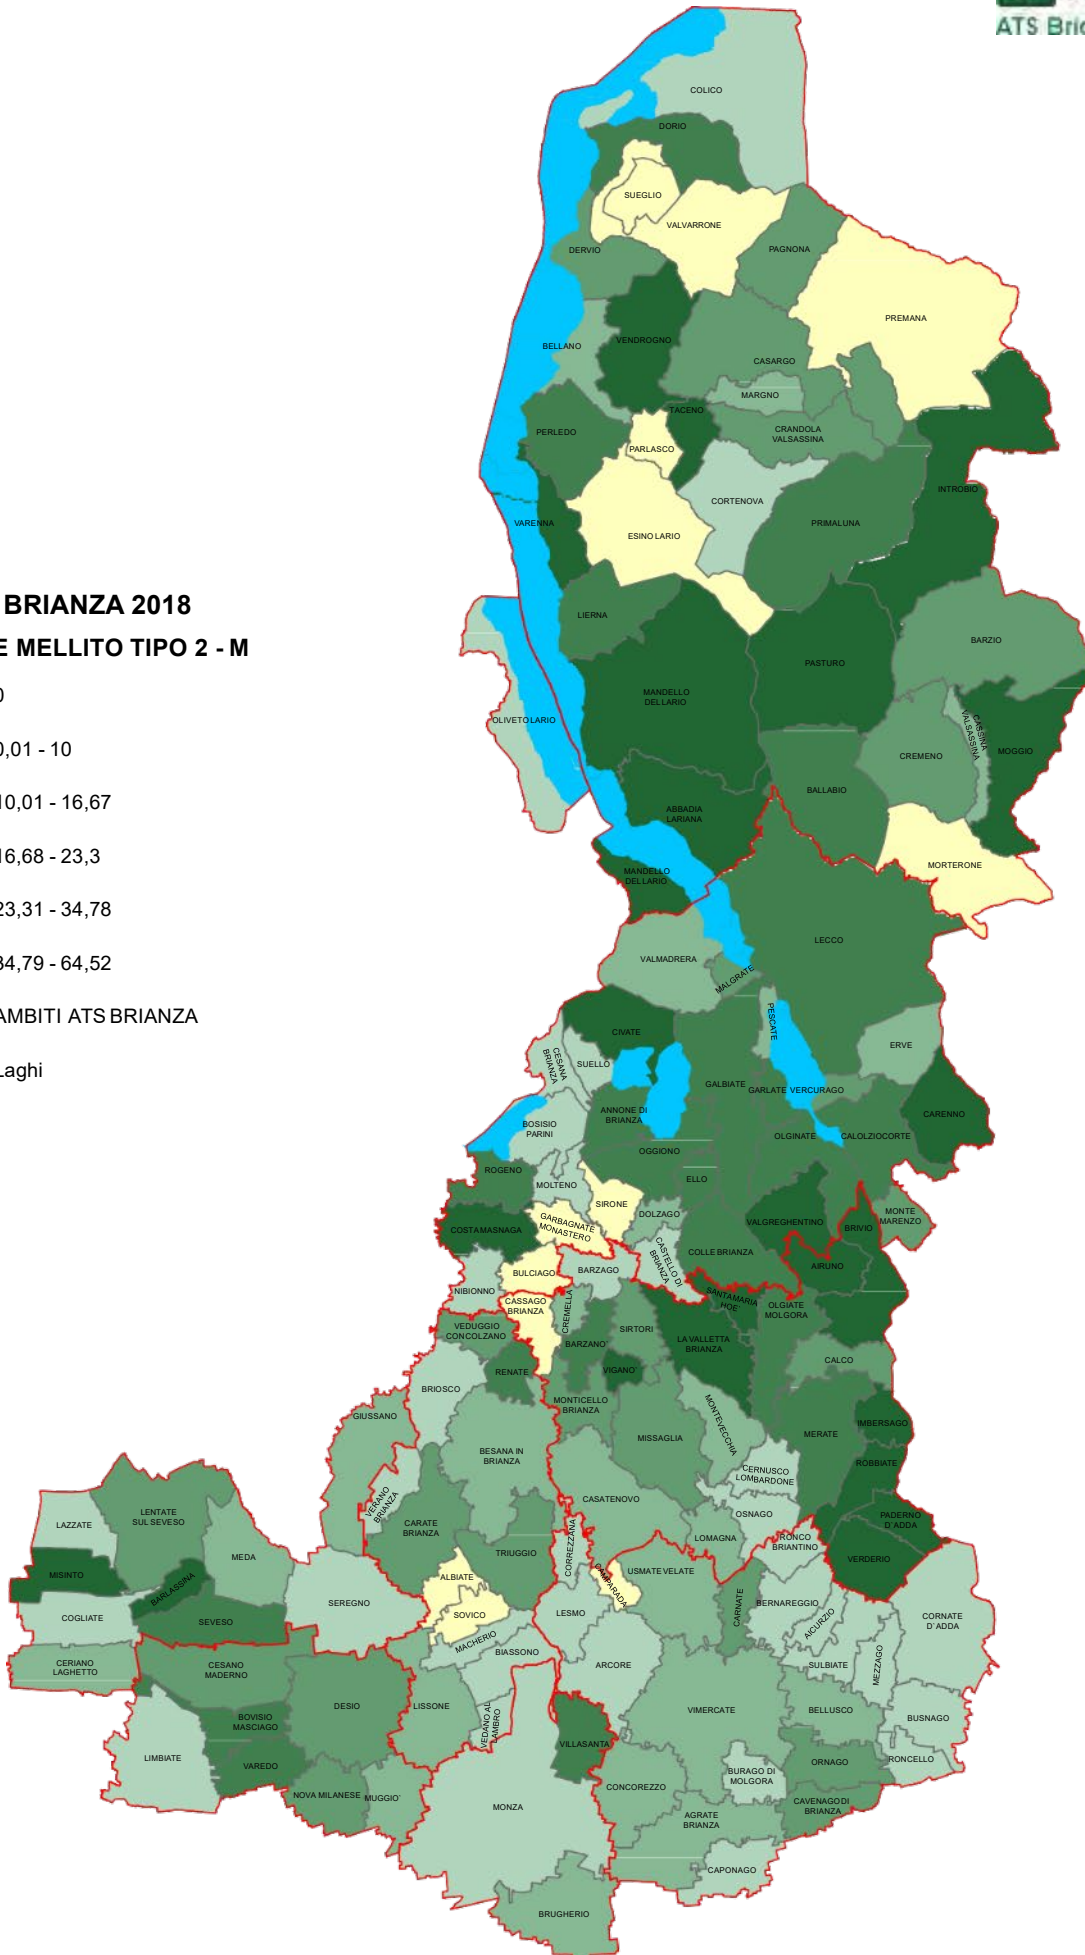 ATS Bric
COLICO
DORIO
SUEGLIO
VALVARRONE
DERVIO
PAGNONA
PREMANA
VENDROGNO
BELLANO
CASARGO
MARGNO
TACENO
CRANDOLA
VALSASSINA
PERLEDO
PARLASCO
CORTENOVA
INTROBIO
VARENNA
PRIMALUNA
ESINO LARIO
BRIANZA 2018
LIERNA
BARZIO
E MELLITO TIPO 2 - M
PASTURO
MANDELLO
DEL LARIO
0
OLIVETO LARIO
CASSINA
VALSASSINA
0,01 - 10
MOGGIO
CREMENO
BALLABIO
10,01 - 16,67
ABBADIA
LARIANA
16,68 - 23,3
MORTERONE
MANDELLO
DEL LARIO
23,31 - 34,78
LECCO
34,79 - 64,52
VALMADRERA
MALGRATE
AMBITI ATS BRIANZA
PESCATE
CIVATE
ERVE
Laghi
CESANA
BRIANZA
SUELLO
GALBIATE
GARLATE
VERCURAGO
ANNONE DI
BRIANZA
CARENNO
BOSISIO
PARINI
OLGINATE
CALOLZIOCORTE
OGGIONO
ROGENO
MOLTENO
ELLO
SIRONE
DOLZAGO
MONTE
MARENZO
COSTA MASNAGA
GARBAGNATE
MONASTERO
VALGREGHENTINO
BRIVIO
CASTELLO DI
BRIANZA
COLLE BRIANZA
AIRUNO
BULCIAGO
BARZAGO
NIBIONNO
CASSAGO
BRIANZA
CREMELLA
SANTA MARIA
HOE'
OLGIATE
MOLGORA
VEDUGGIO
CON COLZANO
SIRTORI
BARZANO'
LA VALLETTA
BRIANZA
CALCO
RENATE
VIGANO'
BRIOSCO
MONTICELLO
BRIANZA
GIUSSANO
MONTEVECCHIA
IMBERSAGO
MISSAGLIA
MERATE
BESANA IN
BRIANZA
ROBBIATE
CERNUSCO
LOMBARDONE
VERANO
BRIANZA
CASATENOVO
LENTATE
SUL SEVESO
OSNAGO
PADERNO
D'ADDA
LAZZATE
CARATE
BRIANZA
LOMAGNA
RONCO
BRIANTINO
CORREZZANA
TRIUGGIO
MEDA
VERDERIO
MISINTO
ALBIATE
CAMPARADA
USMATE VELATE
BARLASSINA
SEREGNO
CARNATE
BERNAREGGIO
COGLIATE
SOVICO
LESMO
AICURZIO
CORNATE
D'ADDA
SEVESO
MACHERIO
BIASSONO
CERIANO
LAGHETTO
CESANO
MADERNO
ARCORE
SULBIATE
MEZZAGO
DESIO
LISSONE
VIMERCATE
BELLUSCO
BOVISIO
MASCIAGO
VEDANO AL
LAMBRO
BUSNAGO
VILLASANTA
LIMBIATE
VAREDO
RONCELLO
ORNAGO
BURAGO DI
MOLGORA
CONCOREZZO
NOVA MILANESE
MUGGIO'
CAVENAGO DI
BRIANZA
MONZA
AGRATE
BRIANZA
CAPONAGO
BRUGHERIO